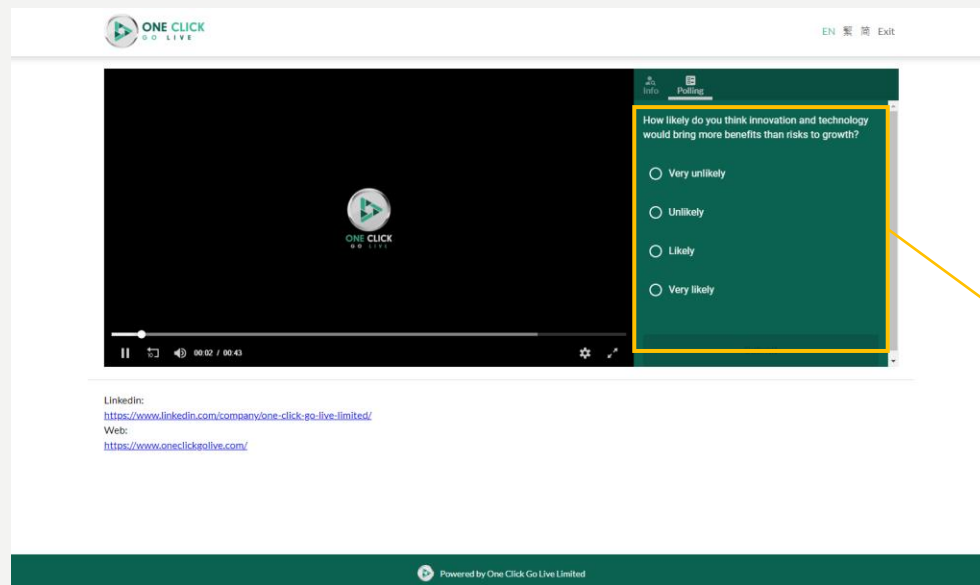 ONE CLICK
GO LIVE
EN 繁 简 Exit
Info Polling
How likely do you think innovation and technology
would bring more benefits than risks to growth?
Very unlikely
Unlikely
Likely
Very likely
ONE CLICK
GO LIVE
10
00:02 / 00:43
Linkedin:
https://www.linkedin.com/company/one-click-go-live-limited/
Web:
https://www.oneclickgolive.com/
Powered by One Click Go Live Limited